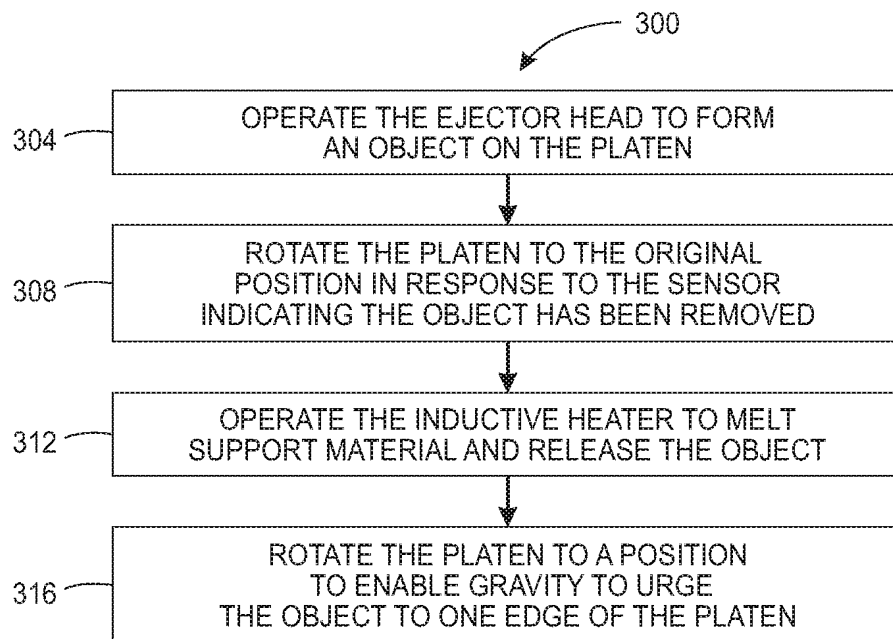 300
304
OPERATE THE EJECTOR HEAD TO FORM
AN OBJECT ON THE PLATEN
308
ROTATE THE PLATEN TO THE ORIGINAL
POSITION IN RESPONSE TO THE SENSOR
INDICATING THE OBJECT HAS BEEN REMOVED
312
OPERATE THE INDUCTIVE HEATER TO MELT
SUPPORT MATERIAL AND RELEASE THE OBJECT
316
ROTATE THE PLATEN TO A POSITION
TO ENABLE GRAVITY TO URGE
THE OBJECT TO ONE EDGE OF THE PLATEN